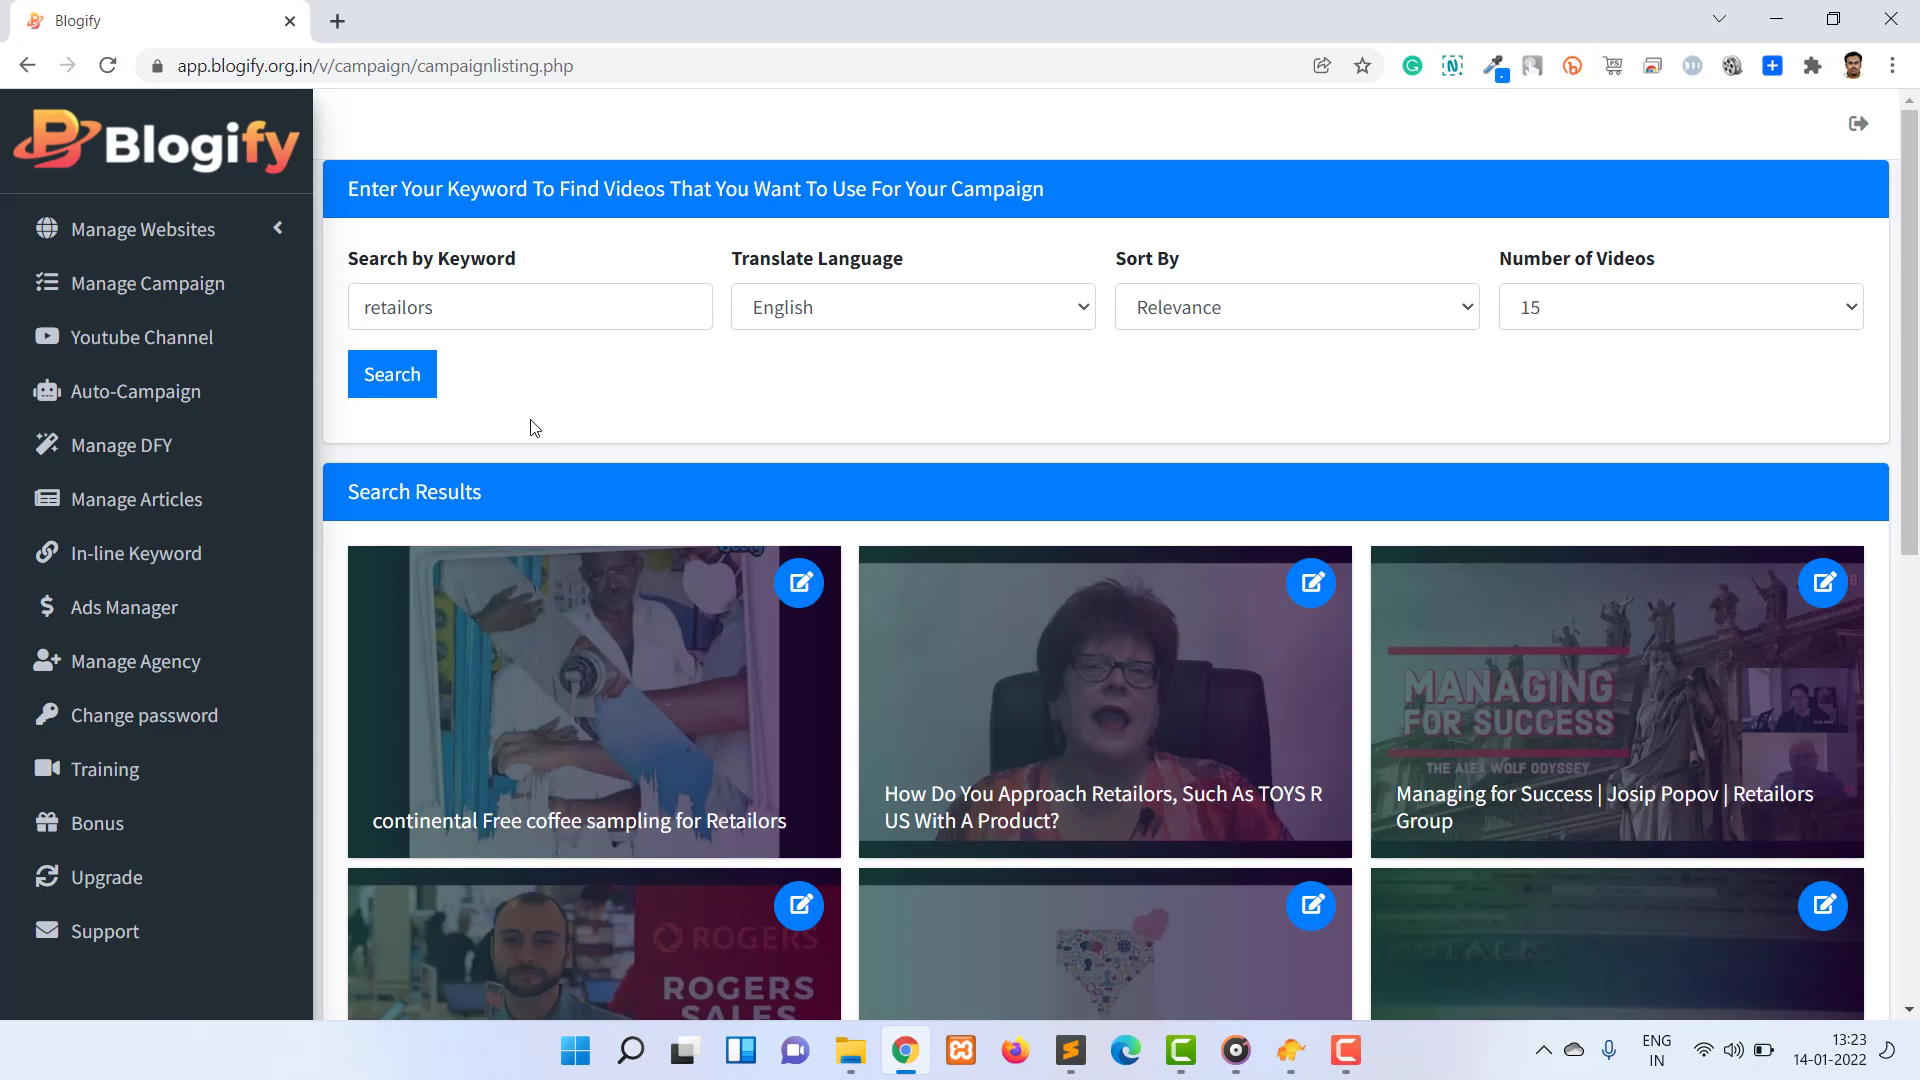 Blogify
app.blogify.org.in/v/campaign/campaignlisting.php
Blogify
Manage Websites
Manage Campaign
Youtube Channel
Auto-Campaign
Manage DFY
Manage Articles
In-line Keyword
Ads Manager
Manage Agency
Change password
Training
Bonus
Upgrade
Support
Enter Your Keyword To Find Videos That You Want To Use For Your Campaign
Search by Keyword
Translate Language
Sort By
Number of Videos
retailors
English
Relevance
15
Search
Search Results
continental Free coffee sampling for Retailors
How Do You Approach Retailors, Such As TOYS R
US With A Product?
MANAGING
FOR SUCCESS
THE ALEX WOLF ODYSSEY
Managing for Success | Josip Popov | Retailors
Group
ROGERS
ROGERS
SALES
ENG
IN
13:23
14-01-2022